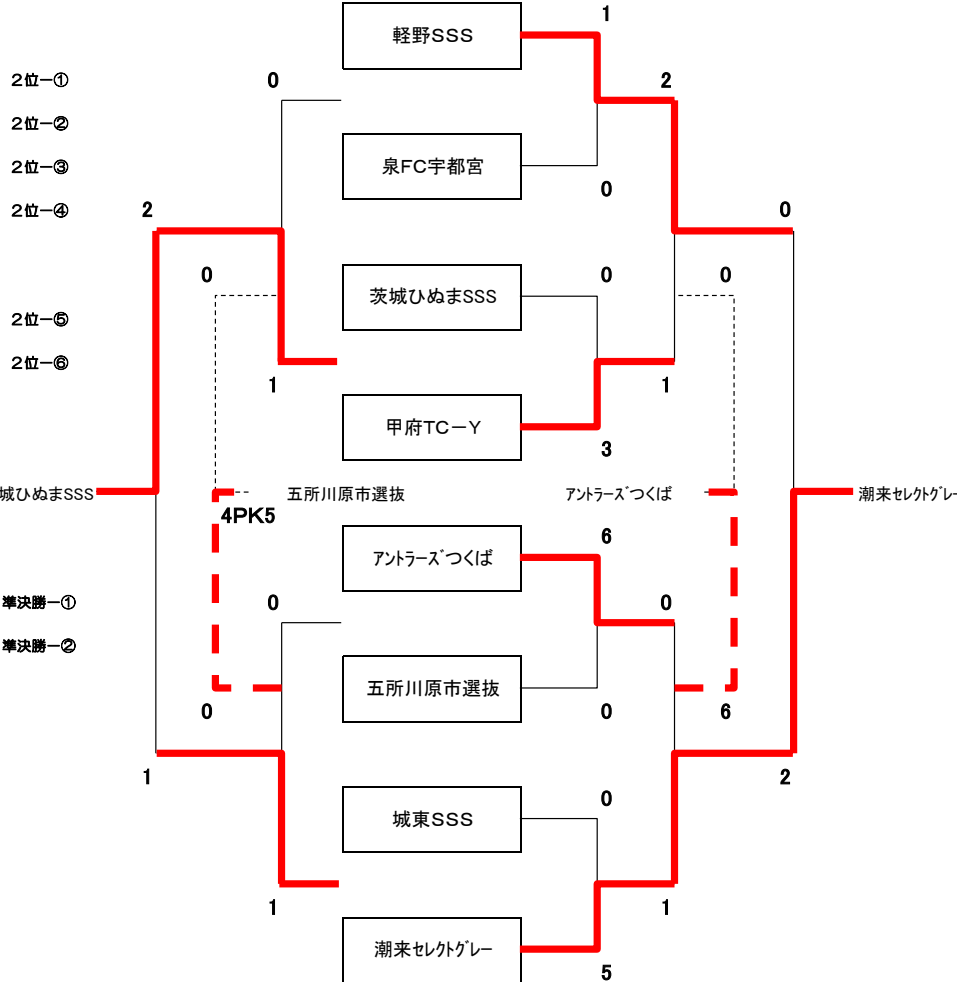 1
軽野SSS
2位ー①
0
2
2位ー②
2位ー③
泉FC宇都宮
0
2位ー④
2
0
0
茨城ひぬまSSS
0
0
2位ー⑤
2位ー⑥
1
1
甲府TCーY
3
城ひぬまSSS
五所川原市選抜
アントラーズつくば
潮来セレクトグレー
4PK5
6
アントラーズつくば
準決勝ー①
0
0
準決勝ー②
五所川原市選抜
0
0
6
1
2
0
城東SSS
1
1
潮来セレクトグレー
5